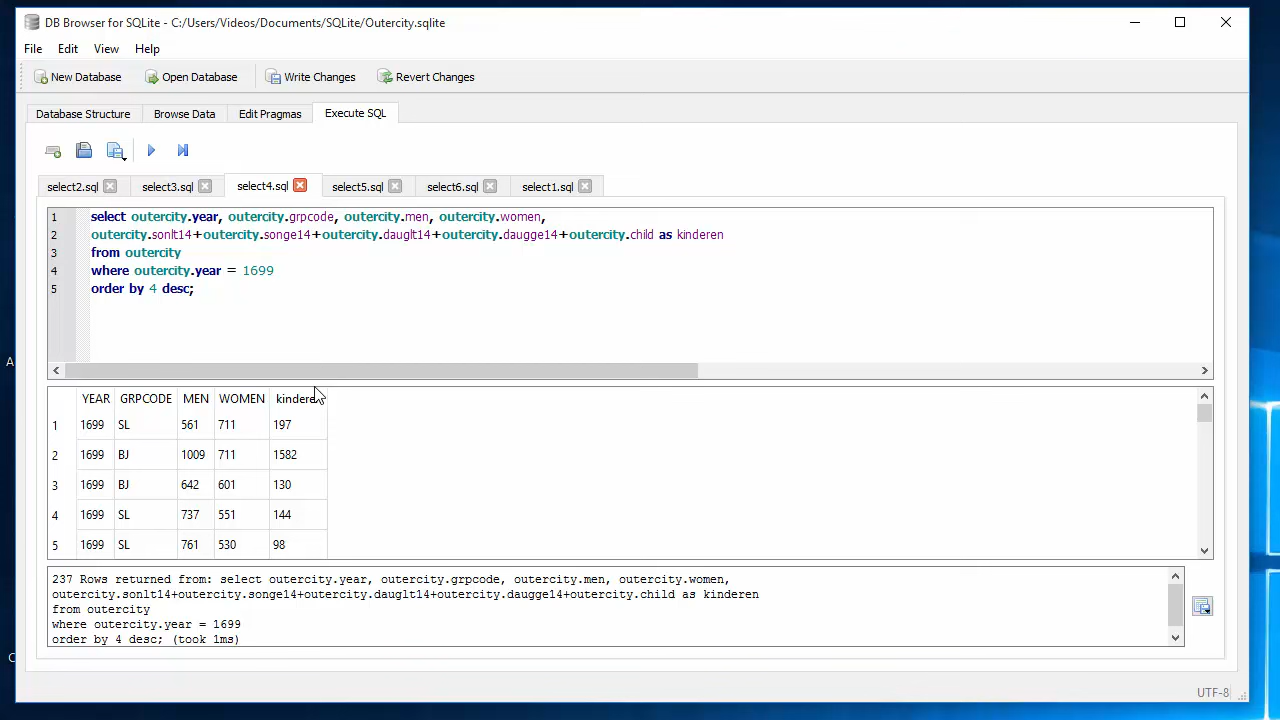 DB Browser for SQLite - C:/Users/Videos/Documents/SQLite/Outercity.sqlite
File Edit View Help
New Database Open Database Write Changes Revert Changes
Database Structure Browse Data Edit Pragmas Execute SQL
select2.sql select3.sql select4.sql select5.sql select6.sql select1.sql
1 select outercity.year, outercity.grpcode, outercity.men, outercity.women,
2 outercity.sonlt14+outercity.songe14+outercity.dauglt14+outercity.daugge14+outercity.child as kinderen
3 from outercity
4 where outercity.year = 1699
5 order by 4 desc;
A
YEAR GRPCODE MEN WOMEN kinderen
1 1699 SL 561 711 197
2 1699 BJ 1009 711 1582
3 1699 BJ 642 601 130
4 1699 SL 737 551 144
5 1699 SL 761 530 98
237 Rows returned from: select outercity.year, outercity.grpcode, outercity.men, outercity.women,
outercity.sonlt14+outercity.songe14+outercity.dauglt14+outercity.daugge14+outercity.child as kinderen
from outercity
where outercity.year = 1699
order by 4 desc; (took 1ms)
C
UTF-8